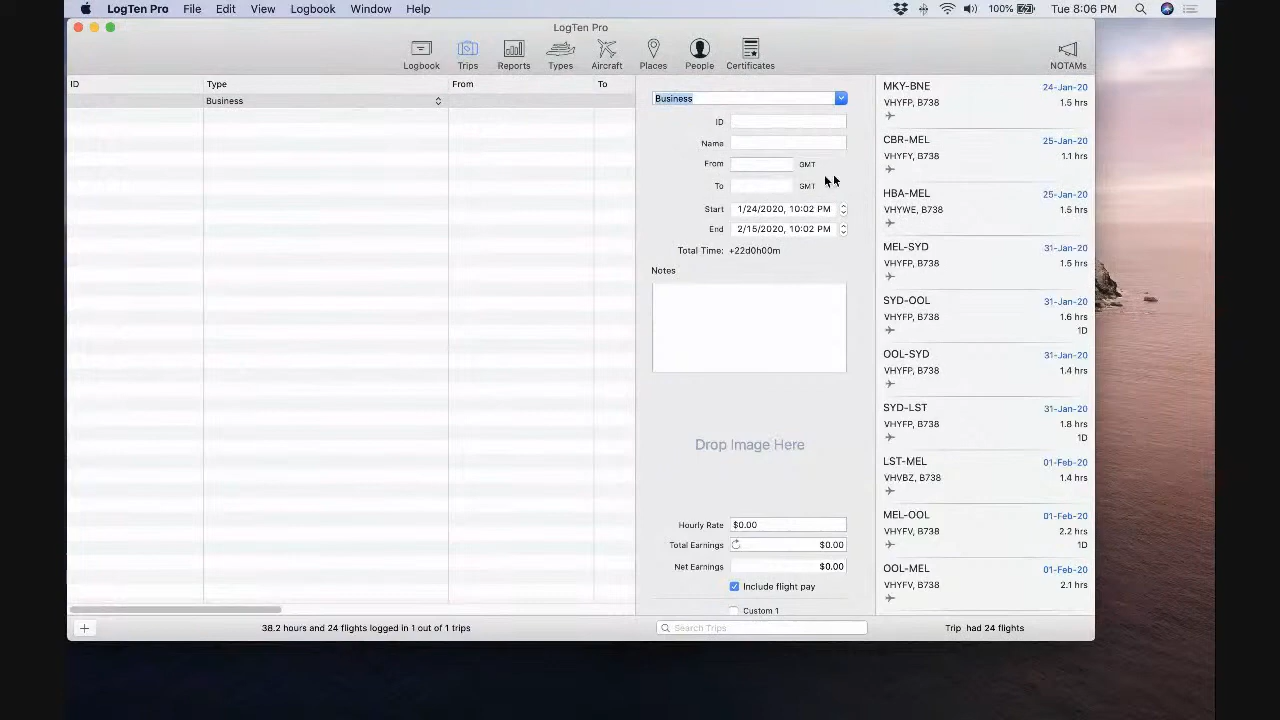 LogTen Pro File Edit View Logbook Window Help 100% Tue 8:06 PM
LogTen Pro
Logbook Trips Reports Types Aircraft Places People Certificates NOTAMs
ID Type From To
Business
38.2 hours and 24 flights logged in 1 out of 1 trips
Business
ID
Name
From GMT
To GMT
Start 1/24/2020, 10:02 PM
End 2/15/2020, 10:02 PM
Total Time: +22d0h00m
Notes
Drop Image Here
Hourly Rate $0.00
Total Earnings $0.00
Net Earnings $0.00
Include flight pay
Custom 1
Search Trips
MKY-BNE 24-Jan-20
VHYFP, B738 1.5 hrs
CBR-MEL 25-Jan-20
VHYFY, B738 1.1 hrs
HBA-MEL 25-Jan-20
VHYWE, B738 1.5 hrs
MEL-SYD 31-Jan-20
VHYFP, B738 1.5 hrs
SYD-OOL 31-Jan-20
VHYFP, B738 1.6 hrs
1D
OOL-SYD 31-Jan-20
VHYFP, B738 1.4 hrs
SYD-LST 31-Jan-20
VHYFP, B738 1.8 hrs
1D
LST-MEL 01-Feb-20
VHVBZ, B738 1.4 hrs
MEL-OOL 01-Feb-20
VHYFV, B738 2.2 hrs
1D
OOL-MEL 01-Feb-20
VHYFV, B738 2.1 hrs
Trip had 24 flights